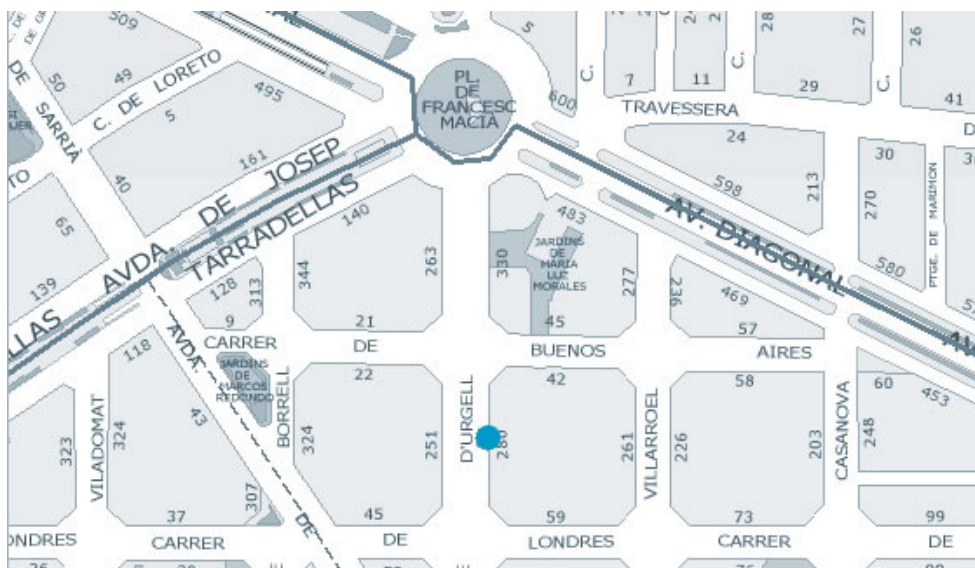 509
49
50
C. DE LORETO
5
495
161
40
DE SARRIÀ
65
139
PL.
DE
FRANCESC
MACIÀ
5
600
C.
7
11
C.
28
27
29
C.
26
41
TRAVESSERA
24
598
213
30
270
580
PTGE. DE MARIMON
AV. DIAGONAL
AVDA. DE JOSEP
TARRADELLAS
140
263
344
21
128
313
9
118
483
330
JARDINS
DE
MARIA
LUZ
MORALES
277
45
236
469
57
CARRER DE BUENOS AIRES
JARDINS
DE
MARCOS
REDONDO
AVDA.
DE
43
22
BORRELL
324
251
45
D'URGELL
42
280
261
59
VILLARROEL
58
226
203
73
CASANOVA
60
453
248
99
323
VILADOMAT
324
307
37
CARRER DE LONDRES CARRER DE